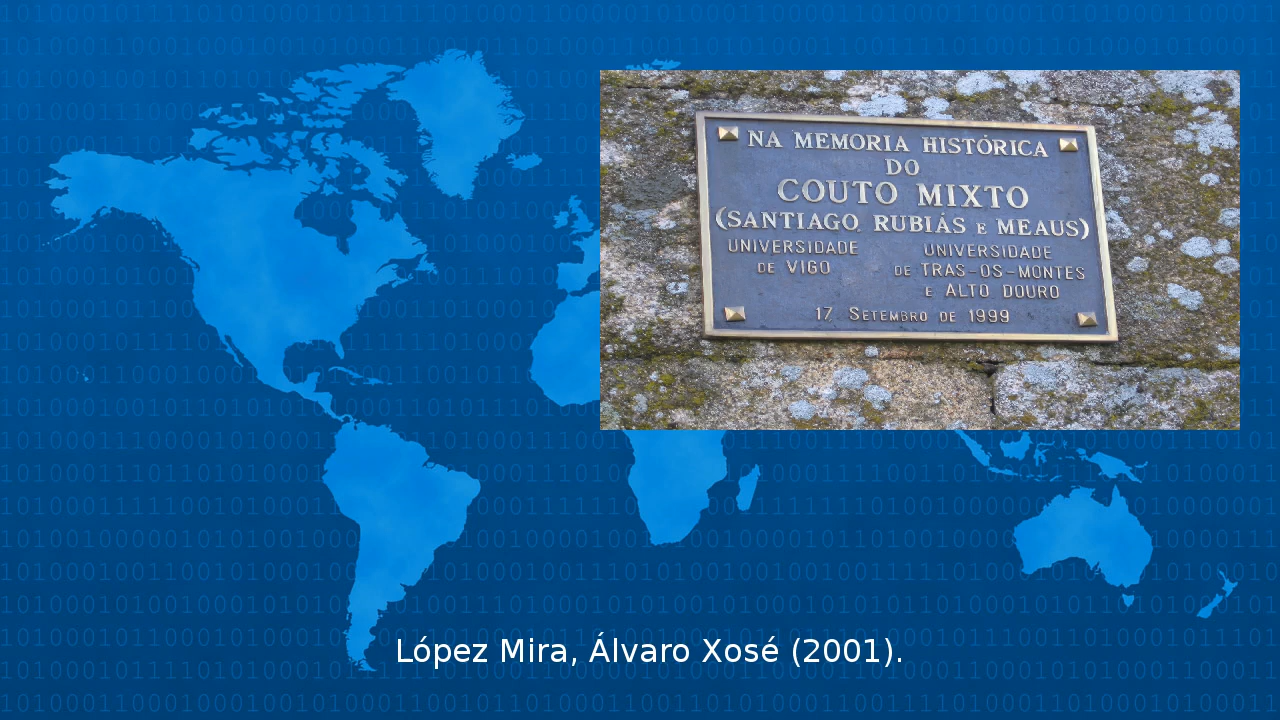 NA MEMORIA HISTÓRICA
DO
COUTO MIXTO
(SANTIAGO, RUBIÁS E MEAUS)
UNIVERSIDADE
DE VIGO
UNIVERSIDADE
DE TRAS-OS-MONTES
E ALTO DOURO
17 SETEMBRO DE 1999
López Mira, Álvaro Xosé (2001).